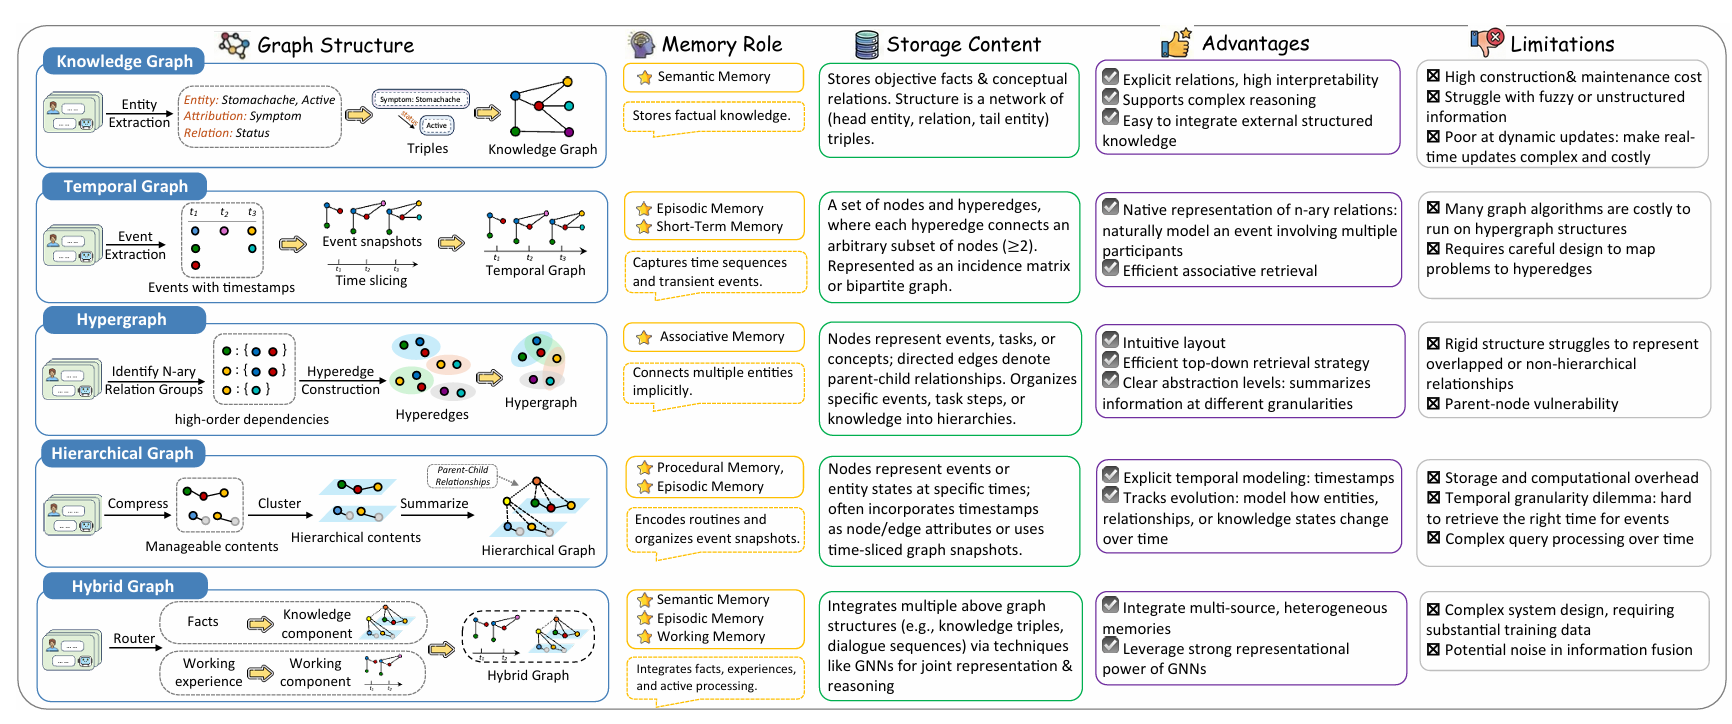 Graph Structure
Memory Role
Storage Content
Advantages
Limitations
Knowledge Graph
Entity
Extraction
Entity: Stomachache, Active
Attribution: Symptom
Relation: Status
Symptom: Stomachache
status
Active
Triples
Knowledge Graph
Semantic Memory
Stores factual knowledge.
Stores objective facts & conceptual
relations. Structure is a network of
(head entity, relation, tail entity)
triples.
Explicit relations, high interpretability
Supports complex reasoning
Easy to integrate external structured
knowledge
High construction& maintenance cost
Struggle with fuzzy or unstructured
information
Poor at dynamic updates: make real-
time updates complex and costly
Temporal Graph
Event
Extraction
t1 t2 t3
Events with timestamps
Event snapshots
t1 t2 t3
Time slicing
t1 t2 t3
Temporal Graph
Episodic Memory
Short-Term Memory
Captures time sequences
and transient events.
A set of nodes and hyperedges,
where each hyperedge connects an
arbitrary subset of nodes (≥2).
Represented as an incidence matrix
or bipartite graph.
Native representation of n-ary relations:
naturally model an event involving multiple
participants
Efficient associative retrieval
Many graph algorithms are costly to
run on hypergraph structures
Requires careful design to map
problems to hyperedges
Hypergraph
Identify N-ary
Relation Groups
: { }
: { }
: { }
high-order dependencies
Hyperedge
Construction
Hyperedges
Hypergraph
Associative Memory
Connects multiple entities
implicitly.
Nodes represent events, tasks, or
concepts; directed edges denote
parent-child relationships. Organizes
specific events, task steps, or
knowledge into hierarchies.
Intuitive layout
Efficient top-down retrieval strategy
Clear abstraction levels: summarizes
information at different granularities
Rigid structure struggles to represent
overlapped or non-hierarchical
relationships
Parent-node vulnerability
Hierarchical Graph
Compress
Manageable contents
Cluster
Hierarchical contents
Summarize
Parent-Child
Relationships
Hierarchical Graph
Procedural Memory,
Episodic Memory
Encodes routines and
organizes event snapshots.
Nodes represent events or
entity states at specific times;
often incorporates timestamps
as node/edge attributes or uses
time-sliced graph snapshots.
Explicit temporal modeling: timestamps
Tracks evolution: model how entities,
relationships, or knowledge states change
over time
Storage and computational overhead
Temporal granularity dilemma: hard
to retrieve the right time for events
Complex query processing over time
Hybrid Graph
Router
Facts
Knowledge
component
Working
experience
Working
component
t1 t2
t1 t2
Hybrid Graph
Semantic Memory
Episodic Memory
Working Memory
Integrates facts, experiences,
and active processing.
Integrates multiple above graph
structures (e.g., knowledge triples,
dialogue sequences) via techniques
like GNNs for joint representation &
reasoning
Integrate multi-source, heterogeneous
memories
Leverage strong representational
power of GNNs
Complex system design, requiring
substantial training data
Potential noise in information fusion